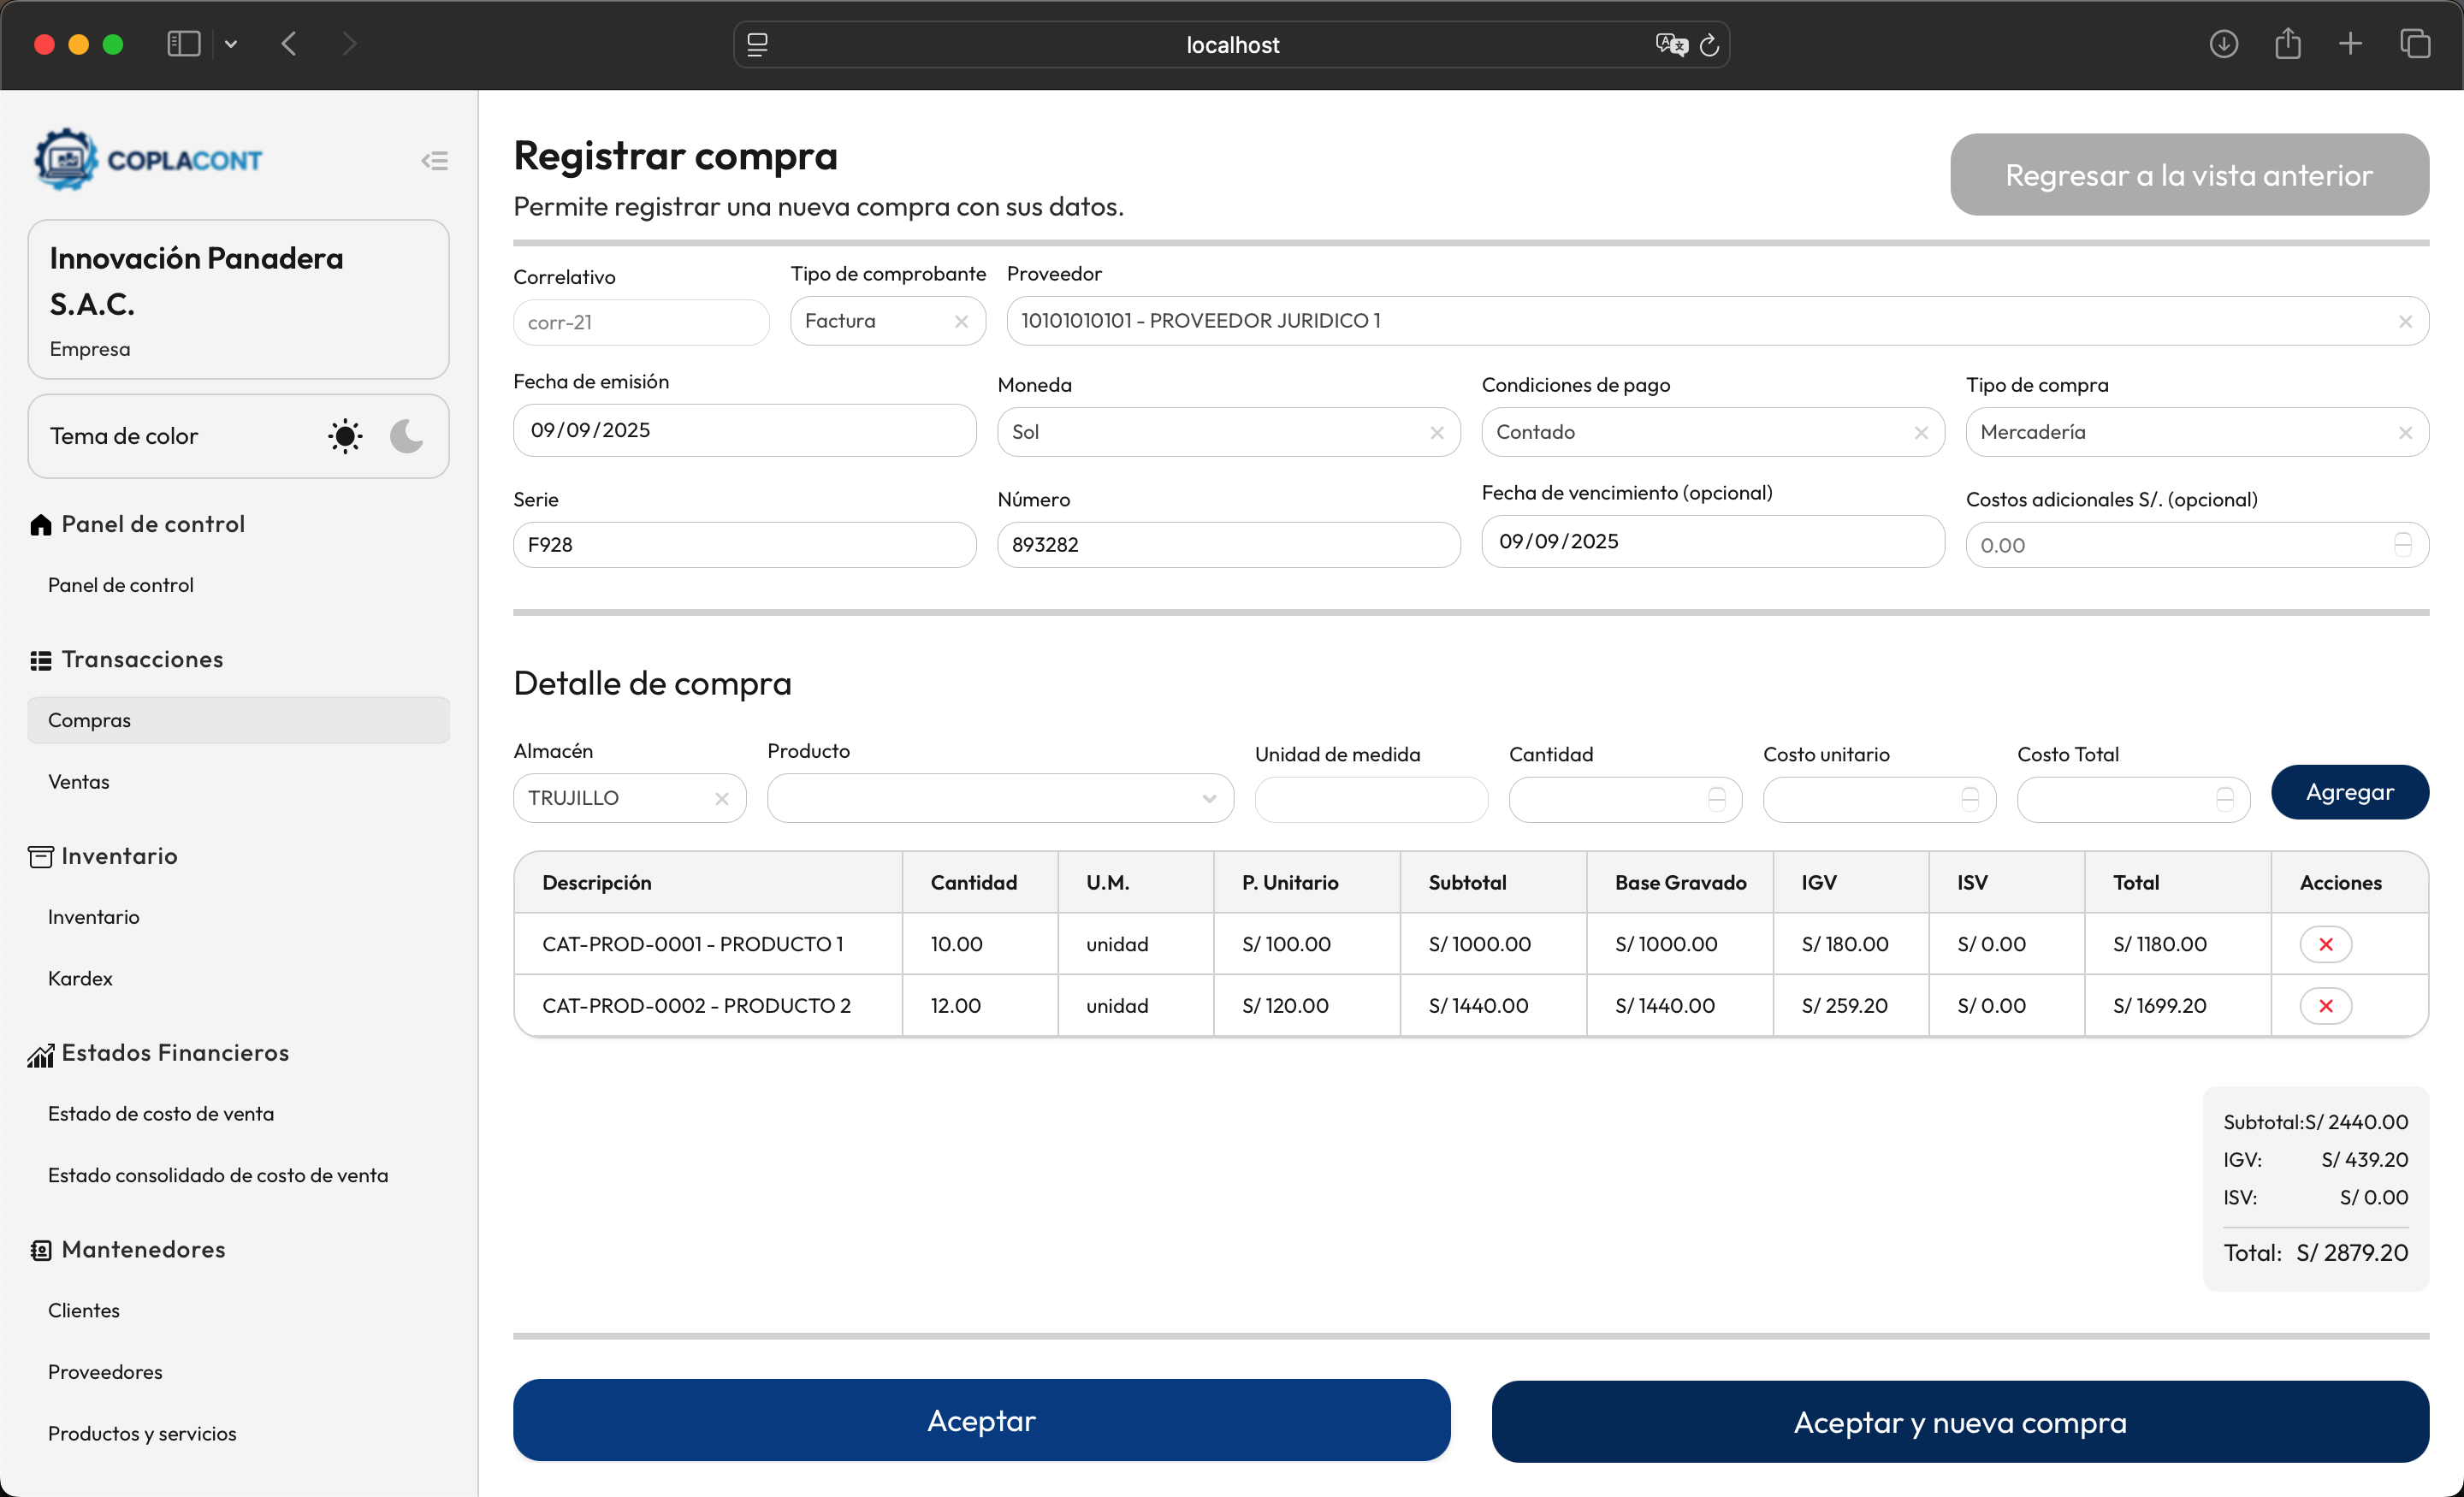 localhost
COPLACONT
Innovación Panadera
S.A.C.
Empresa
Tema de color
Panel de control
Panel de control
Transacciones
Compras
Ventas
Inventario
Inventario
Kardex
Estados Financieros
Estado de costo de venta
Estado consolidado de costo de venta
Mantenedores
Clientes
Proveedores
Productos y servicios
Registrar compra
Permite registrar una nueva compra con sus datos.
Regresar a la vista anterior
Correlativo Tipo de comprobante Proveedor
corr-21 Factura 10101010101 - PROVEEDOR JURIDICO 1
Fecha de emisión Moneda Condiciones de pago Tipo de compra
09/09/2025 Sol Contado Mercadería
Serie Número Fecha de vencimiento (opcional) Costos adicionales S/. (opcional)
F928 893282 09/09/2025 0.00
Detalle de compra
Almacén Producto Unidad de medida Cantidad Costo unitario Costo Total
TRUJILLO Agregar
Descripción Cantidad U.M. P. Unitario Subtotal Base Gravado IGV ISV Total Acciones
CAT-PROD-0001 - PRODUCTO 1 10.00 unidad S/ 100.00 S/ 1000.00 S/ 1000.00 S/ 180.00 S/ 0.00 S/ 1180.00
CAT-PROD-0002 - PRODUCTO 2 12.00 unidad S/ 120.00 S/ 1440.00 S/ 1440.00 S/ 259.20 S/ 0.00 S/ 1699.20
Subtotal:S/ 2440.00
IGV: S/ 439.20
ISV: S/ 0.00
Total: S/ 2879.20
Aceptar Aceptar y nueva compra